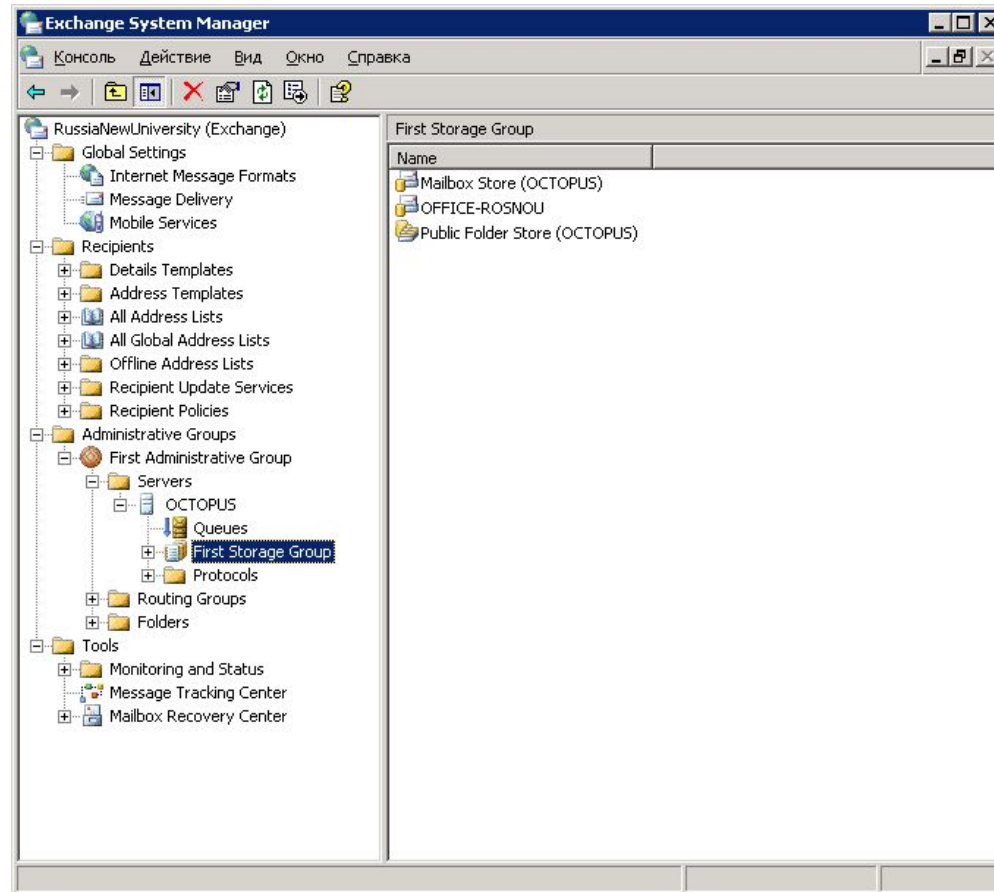 Exchange System Manager
Консоль Действие Вид Окно Справка
RussiaNewUniversity (Exchange)
Global Settings
Internet Message Formats
Message Delivery
Mobile Services
Recipients
Details Templates
Address Templates
All Address Lists
All Global Address Lists
Offline Address Lists
Recipient Update Services
Recipient Policies
Administrative Groups
First Administrative Group
Servers
OCTOPUS
Queues
First Storage Group
Protocols
Routing Groups
Folders
Tools
Monitoring and Status
Message Tracking Center
Mailbox Recovery Center
First Storage Group
Name
Mailbox Store (OCTOPUS)
OFFICE-ROSNOU
Public Folder Store (OCTOPUS)